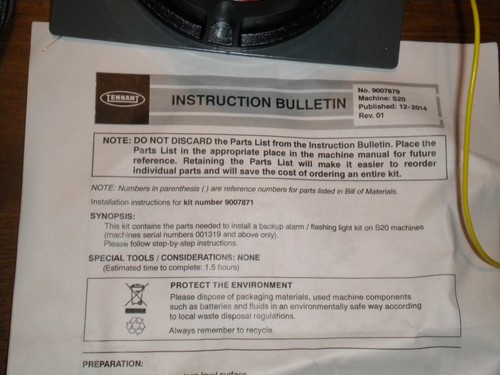 TENNANT
INSTRUCTION BULLETIN
No. 9007879
Machine: S20
Published: 12-2014
Rev. 01
NOTE: DO NOT DISCARD the Parts List from the Instruction Bulletin. Place the
Parts List in the appropriate place in the machine manual for future
reference. Retaining the Parts List will make it easier to reorder
individual parts and will save the cost of ordering an entire kit.
NOTE: Numbers in parenthesis ( ) are reference numbers for parts listed in Bill of Materials.
Installation instructions for kit number 9007871
SYNOPSIS:
This kit contains the parts needed to install a backup alarm / flashing light kit on S20 machines
(machines serial numbers 001319 and above only).
Please follow step-by-step instructions.
SPECIAL TOOLS / CONSIDERATIONS: NONE
(Estimated time to complete: 1.5 hours)
PROTECT THE ENVIRONMENT
Please dispose of packaging materials, used machine components
such as batteries and fluids in an environmentally safe way according
to local waste disposal regulations.
Always remember to recycle.
PREPARATION:
level surface